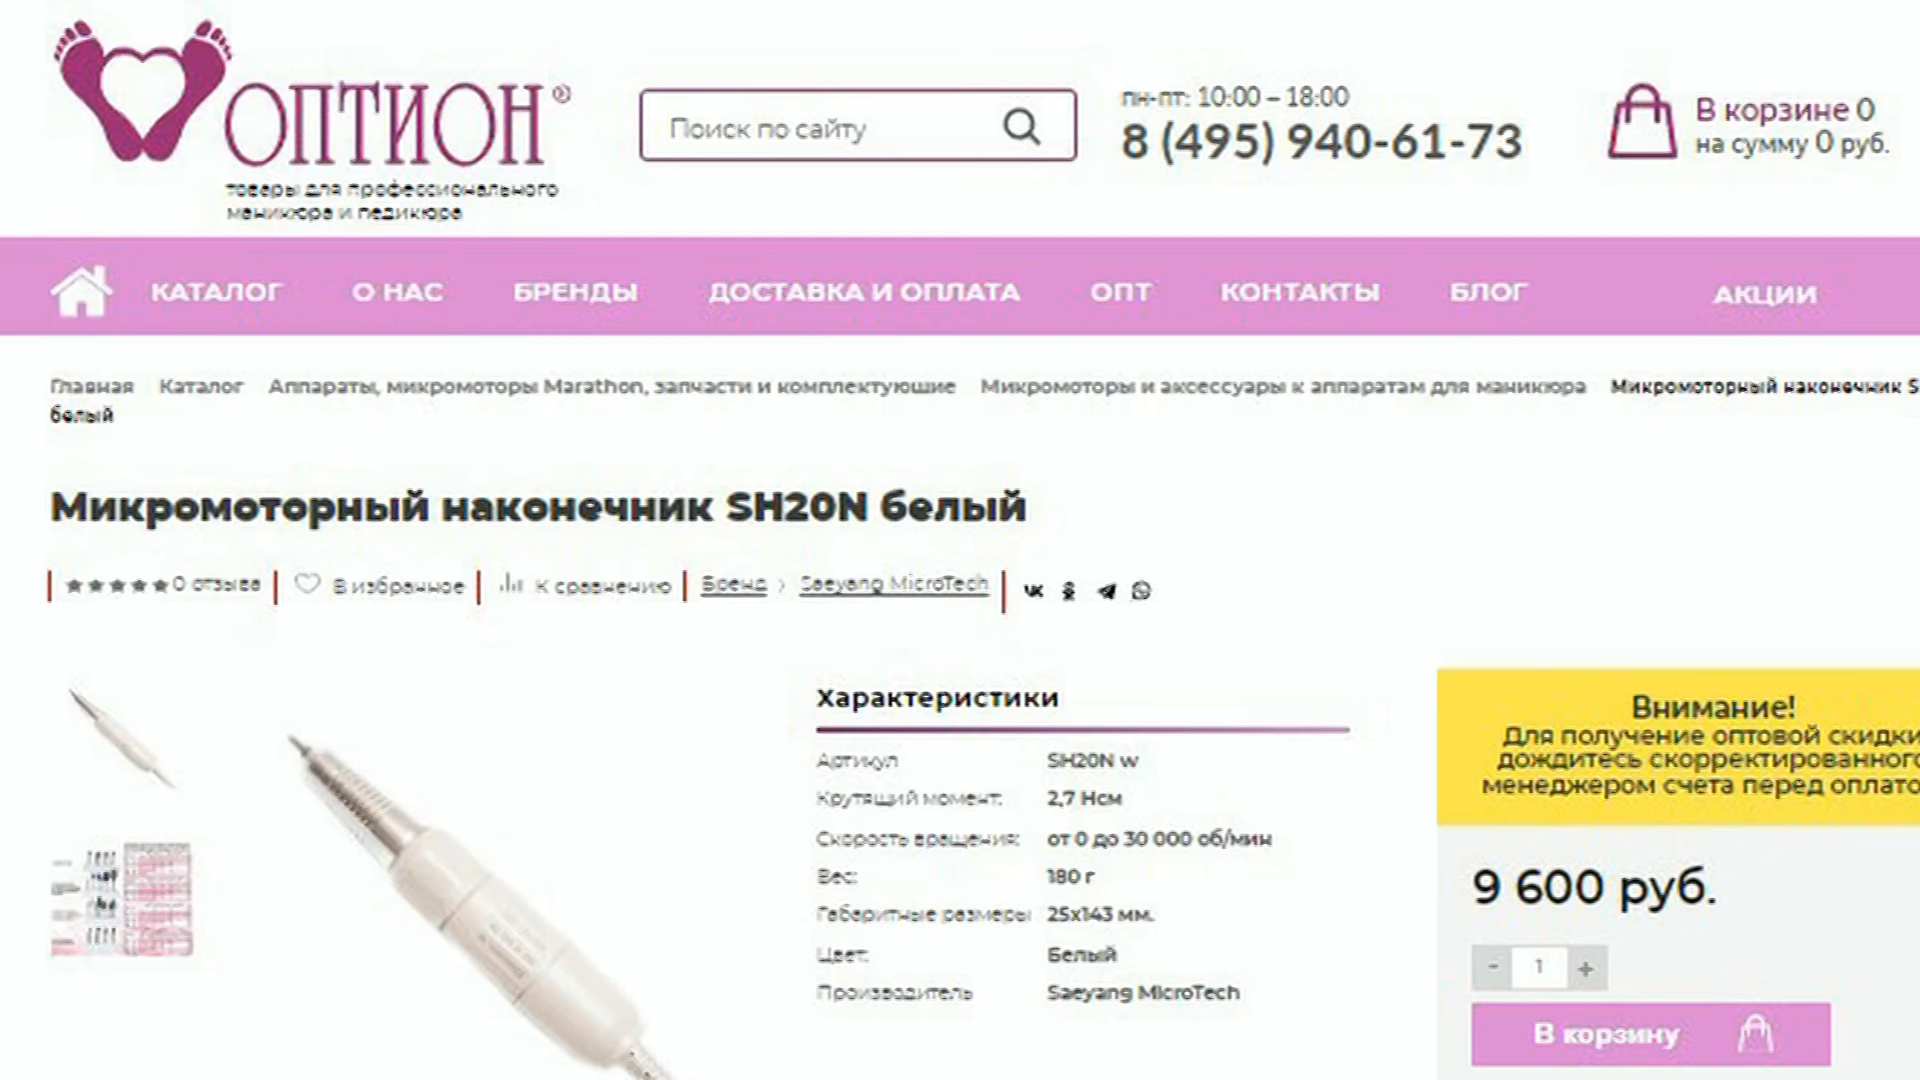 ОПТИОН®
товары для профессионального
маникюра и педикюра
Поиск по сайту
пн-пт: 10:00 – 18:00
8 (495) 940-61-73
В корзине 0
на сумму 0 руб.
КАТАЛОГ О НАС БРЕНДЫ ДОСТАВКА И ОПЛАТА ОПТ КОНТАКТЫ БЛОГ АКЦИИ
Главная Каталог Аппараты, микромоторы Marathon, запчасти и комплектующие Микромоторы и аксессуары к аппаратам для маникюра Микромоторный наконечник S
белый
Микромоторный наконечник SH20N белый
0 отзыва В избранное К сравнению Бренд › Saeyang MicroTech
Характеристики
Артикул SH20N w
Крутящий момент: 2,7 Нсм
Скорость вращения: от 0 до 30 000 об/мин
Вес: 180 г
Габаритные размеры 25x143 мм.
Цвет: Белый
Производитель Saeyang MicroTech
Внимание!
Для получение оптовой скидки
дождитесь скорректированного
менеджером счета перед оплато
9 600 руб.
- 1 +
В корзину